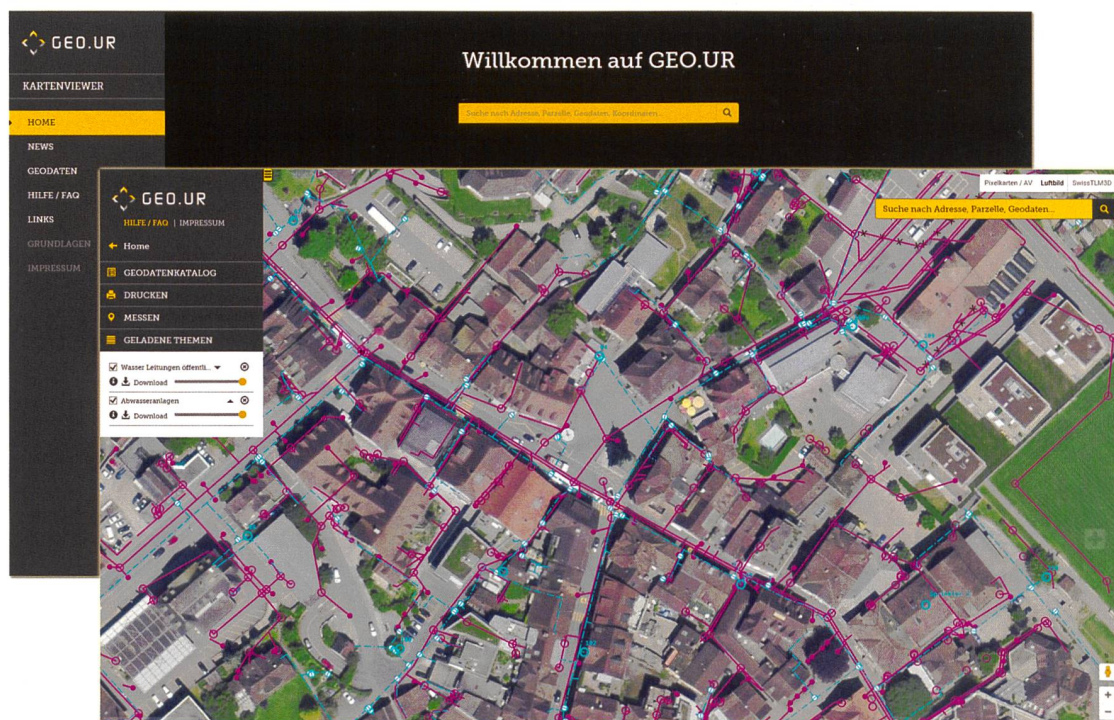 GEO.UR
KARTENVIEWER
HOME
NEWS
GEODATEN
HILFE / FAQ
LINKS
GRUNDLAGEN
IMPRESSUM
Willkommen auf GEO.UR
Suche nach Adresse, Parzelle, Geodaten, Koordinaten...
GEO.UR
HILFE / FAQ | IMPRESSUM
Home
GEODATENKATALOG
DRUCKEN
MESSEN
GELADENE THEMEN
Wasser Leitungen öffentli...
Download
Abwasseranlagen
Download
Pixelkarten / AV Luftbild SwissTLM3D
Suche nach Adresse, Parzelle, Geodaten...